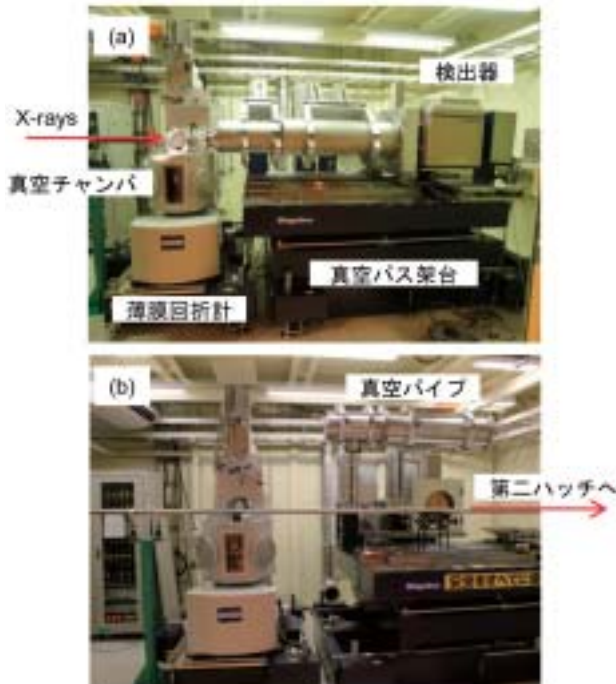 (a)
検出器
X-rays
真空チャンバ
真空パス架台
薄膜回折計
(b)
真空パイプ
第二ハッチへ